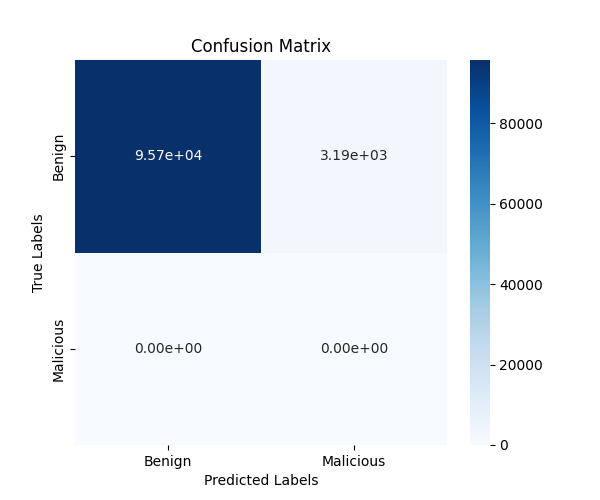 Confusion Matrix
Benign
9.57e+04
3.19e+03
Malicious
0.00e+00
0.00e+00
True Labels
Benign
Malicious
Predicted Labels
80000
60000
40000
20000
0